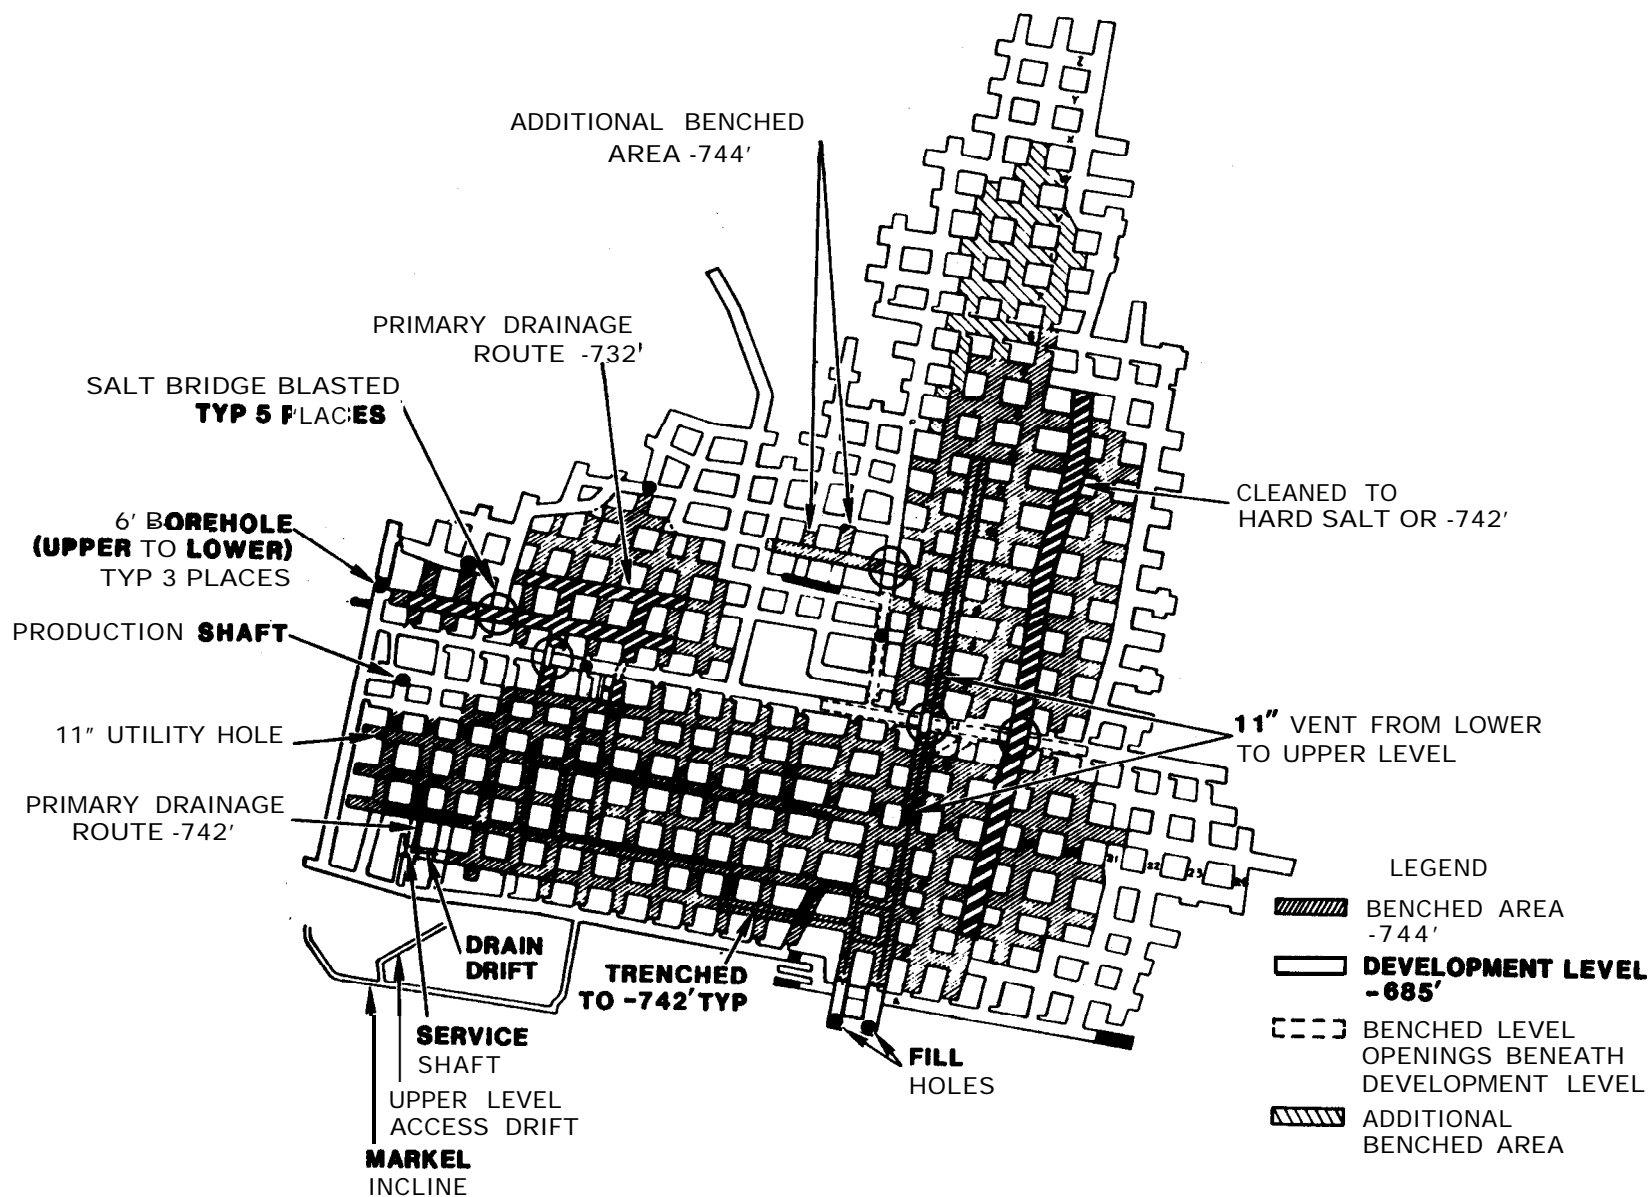 ADDITIONAL BENCHED
AREA -744'
PRIMARY DRAINAGE
ROUTE -732'
SALT BRIDGE BLASTED
TYP 5 PLACES
6' BOREHOLE
(UPPER TO LOWER)
TYP 3 PLACES
PRODUCTION SHAFT
11" UTILITY HOLE
PRIMARY DRAINAGE
ROUTE -742'
CLEANED TO
HARD SALT OR -742'
11" VENT FROM LOWER
TO UPPER LEVEL
DRAIN
DRIFT
TRENCHED
TO -742' TYP
SERVICE
SHAFT
UPPER LEVEL
ACCESS DRIFT
MARKEL
INCLINE
FILL
HOLES
Z
Y
X
21
22
23
LEGEND
BENCHED AREA
-744'
DEVELOPMENT LEVEL
-685'
BENCHED LEVEL
OPENINGS BENEATH
DEVELOPMENT LEVEL
ADDITIONAL
BENCHED AREA